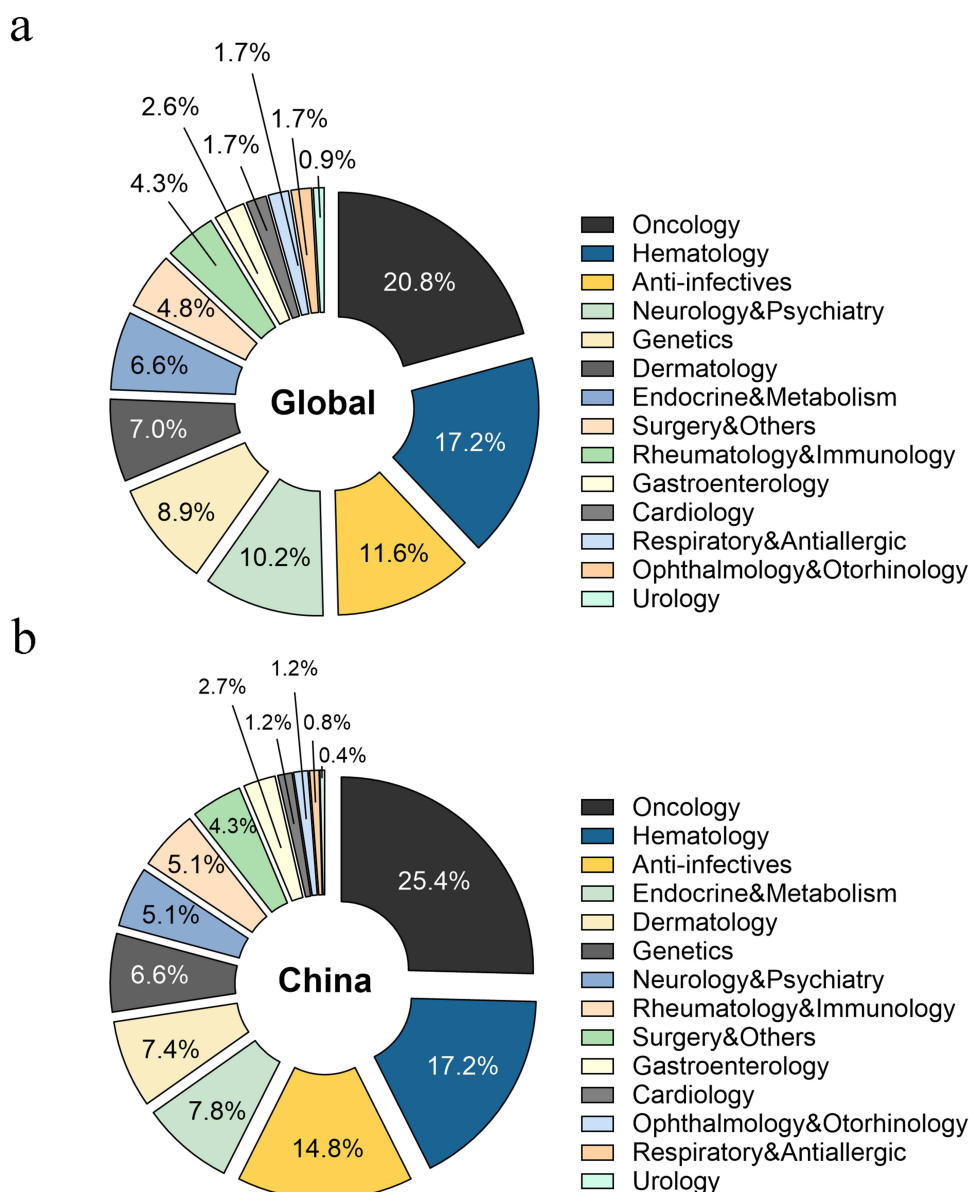 a
1.7%
2.6%
1.7%
1.7%
0.9%
4.3%
20.8%
4.8%
6.6%
Global
7.0%
17.2%
8.9%
10.2%
11.6%
Oncology
Hematology
Anti-infectives
Neurology&Psychiatry
Genetics
Dermatology
Endocrine&Metabolism
Surgery&Others
Rheumatology&Immunology
Gastroenterology
Cardiology
Respiratory&Antiallergic
Ophthalmology&Otorhinology
Urology
b
1.2%
2.7%
1.2%
0.8%
0.4%
4.3%
5.1%
25.4%
5.1%
6.6%
China
7.4%
17.2%
7.8%
14.8%
Oncology
Hematology
Anti-infectives
Endocrine&Metabolism
Dermatology
Genetics
Neurology&Psychiatry
Rheumatology&Immunology
Surgery&Others
Gastroenterology
Cardiology
Ophthalmology&Otorhinology
Respiratory&Antiallergic
Urology